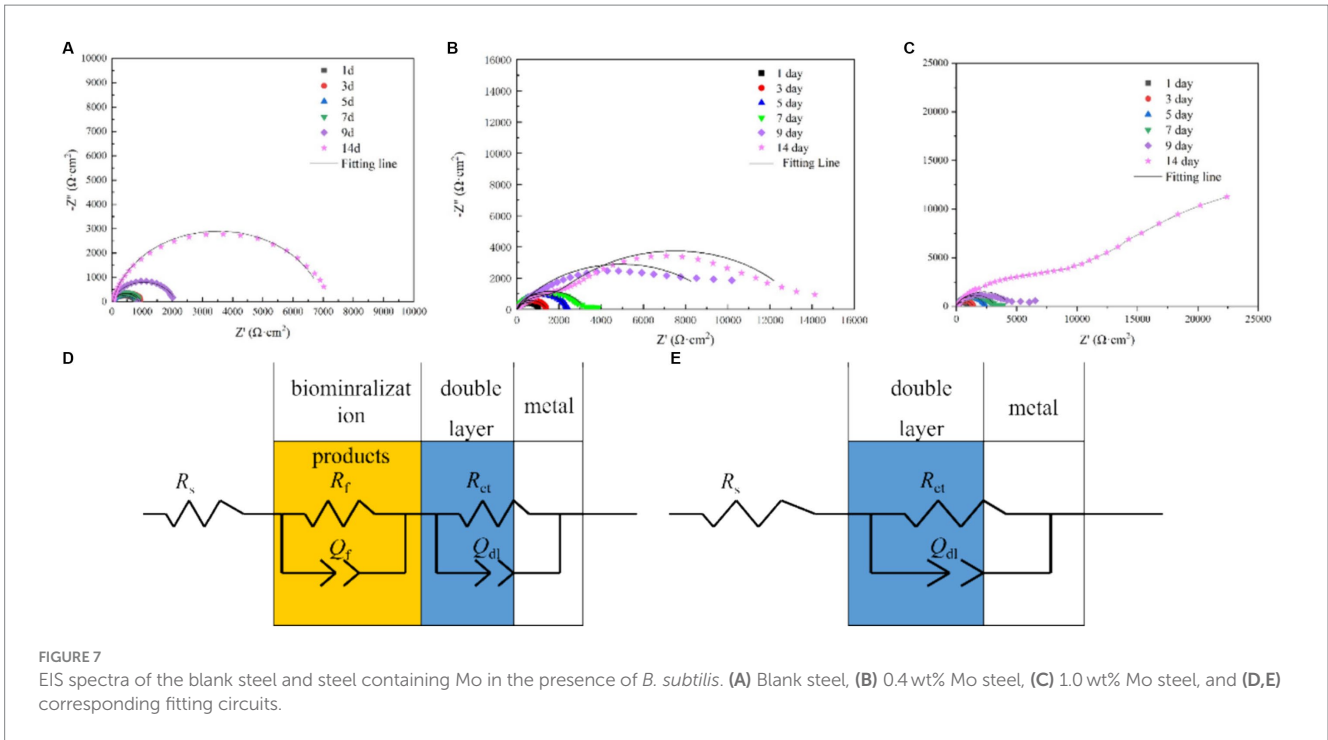 A
10000
9000
8000
7000
6000
5000
4000
3000
2000
1000
0
-Z'' (Ω·cm²)
1d
3d
5d
7d
9d
14d
Fitting line
0 1000 2000 3000 4000 5000 6000 7000 8000 9000 10000
Z' (Ω·cm²)
B
16000
14000
12000
10000
8000
6000
4000
2000
0
-Z'' (Ω·cm²)
1 day
3 day
5 day
7 day
9 day
14 day
Fitting Line
0 2000 4000 6000 8000 10000 12000 14000 16000
Z' (Ω·cm²)
C
25000
20000
15000
10000
5000
0
1 day
3 day
5 day
7 day
9 day
14 day
Fitting line
0 5000 10000 15000 20000 25000
Z' (Ω·cm²)
D
biominralizat
ion
products
double
layer
metal
Rs
Rf
Qf
Rct
Qdl
E
double
layer
metal
Rs
Rct
Qdl
FIGURE 7
EIS spectra of the blank steel and steel containing Mo in the presence of B. subtilis. (A) Blank steel, (B) 0.4 wt% Mo steel, (C) 1.0 wt% Mo steel, and (D,E)
corresponding fitting circuits.